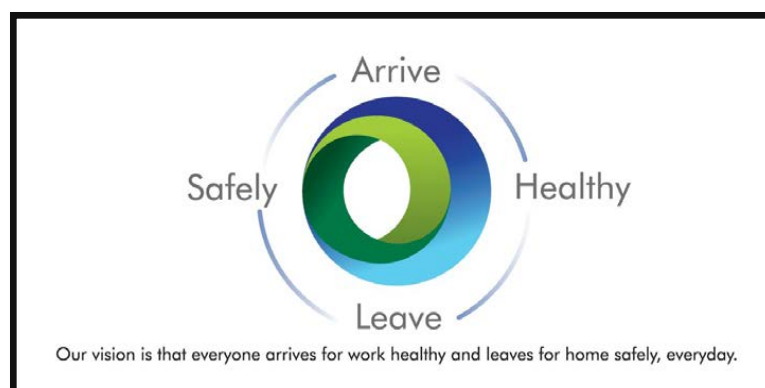 Arrive
Safely
Healthy
Leave
Our vision is that everyone arrives for work healthy and leaves for home safely, everyday.